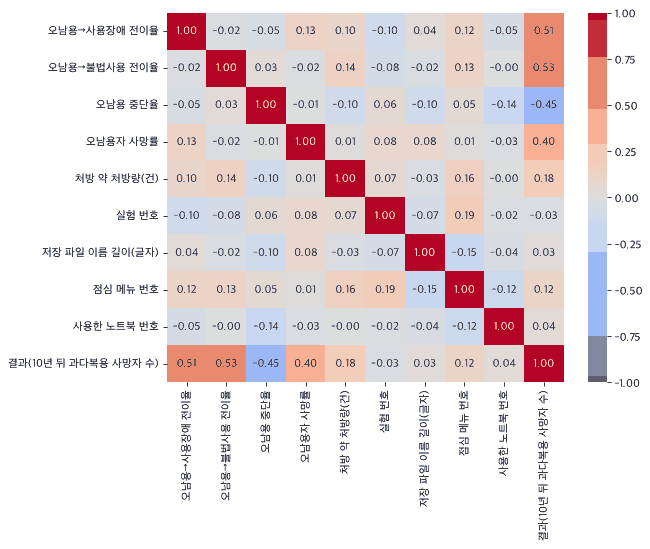 오남용→사용장애 전이율 1.00 -0.02 -0.05 0.13 0.10 -0.10 0.04 0.12 -0.05 0.51
오남용→불법사용 전이율 -0.02 1.00 0.03 -0.02 0.14 -0.08 -0.02 0.13 -0.00 0.53
오남용 중단율 -0.05 0.03 1.00 -0.01 -0.10 0.06 -0.10 0.05 -0.14 -0.45
오남용자 사망률 0.13 -0.02 -0.01 1.00 0.01 0.08 0.08 0.01 -0.03 0.40
처방 약 처방량(건) 0.10 0.14 -0.10 0.01 1.00 0.07 -0.03 0.16 -0.00 0.18
실험 번호 -0.10 -0.08 0.06 0.08 0.07 1.00 -0.07 0.19 -0.02 -0.03
저장 파일 이름 길이(글자) 0.04 -0.02 -0.10 0.08 -0.03 -0.07 1.00 -0.15 -0.04 0.03
점심 메뉴 번호 0.12 0.13 0.05 0.01 0.16 0.19 -0.15 1.00 -0.12 0.12
사용한 노트북 번호 -0.05 -0.00 -0.14 -0.03 -0.00 -0.02 -0.04 -0.12 1.00 0.04
결과(10년 뒤 과다복용 사망자 수) 0.51 0.53 -0.45 0.40 0.18 -0.03 0.03 0.12 0.04 1.00
오남용→사용장애 전이율
오남용→불법사용 전이율
오남용 중단율
오남용자 사망률
처방 약 처방량(건)
실험 번호
저장 파일 이름 길이(글자)
점심 메뉴 번호
사용한 노트북 번호
결과(10년 뒤 과다복용 사망자 수)
1.00
0.75
0.50
0.25
0.00
-0.25
-0.50
-0.75
-1.00